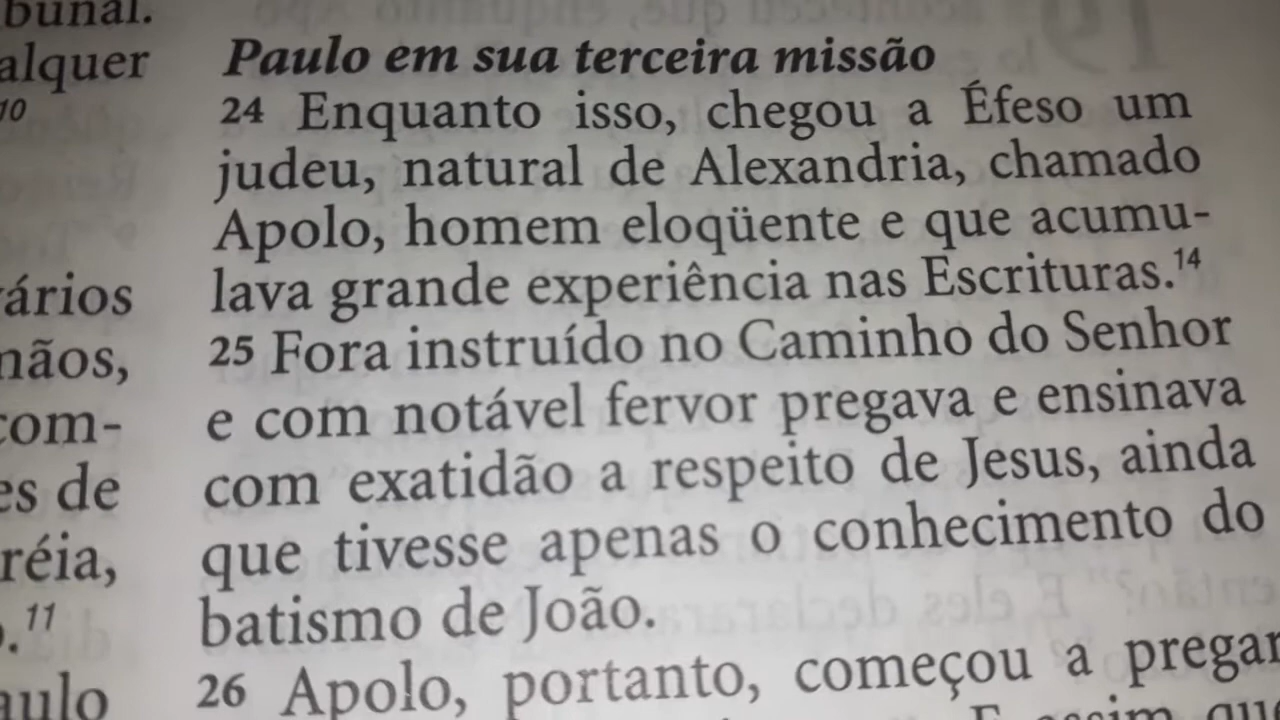 bunal.
alquer
10
vários
mãos,
com-
es de
réia,
.11
aulo
Paulo em sua terceira missão
24 Enquanto isso, chegou a Éfeso um
judeu, natural de Alexandria, chamado
Apolo, homem eloqüente e que acumu-
lava grande experiência nas Escrituras.14
25 Fora instruído no Caminho do Senhor
e com notável fervor pregava e ensinava
com exatidão a respeito de Jesus, ainda
que tivesse apenas o conhecimento do
batismo de João.
26 Apolo, portanto, começou a pregar